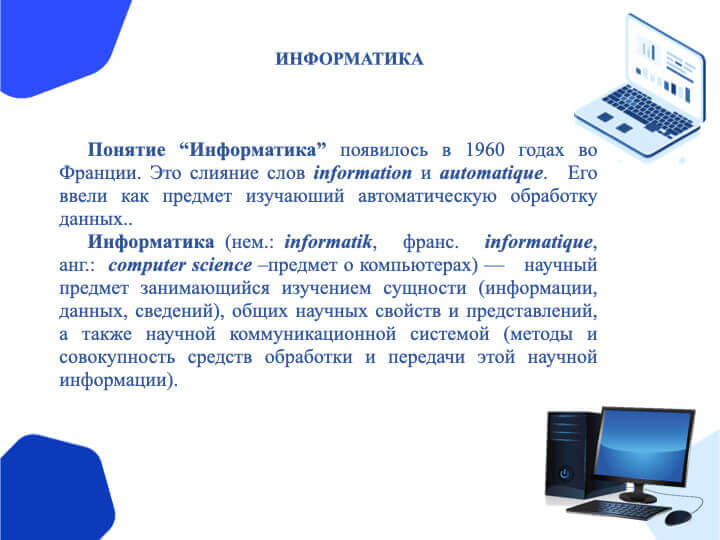 ИНФОРМАТИКА
Понятие “Информатика” появилось в 1960 годах во
Франции. Это слияние слов information и automatique. Его
ввели как предмет изучаюший автоматическую обработку
данных..
Информатика (нем.: informatik, франс. informatique,
анг.: computer science –предмет о компьютерах) — научный
предмет занимающийся изучением сущности (информации,
данных, сведений), общих научных свойств и представлений,
а также научной коммуникационной системой (методы и
совокупность средств обработки и передачи этой научной
информации).